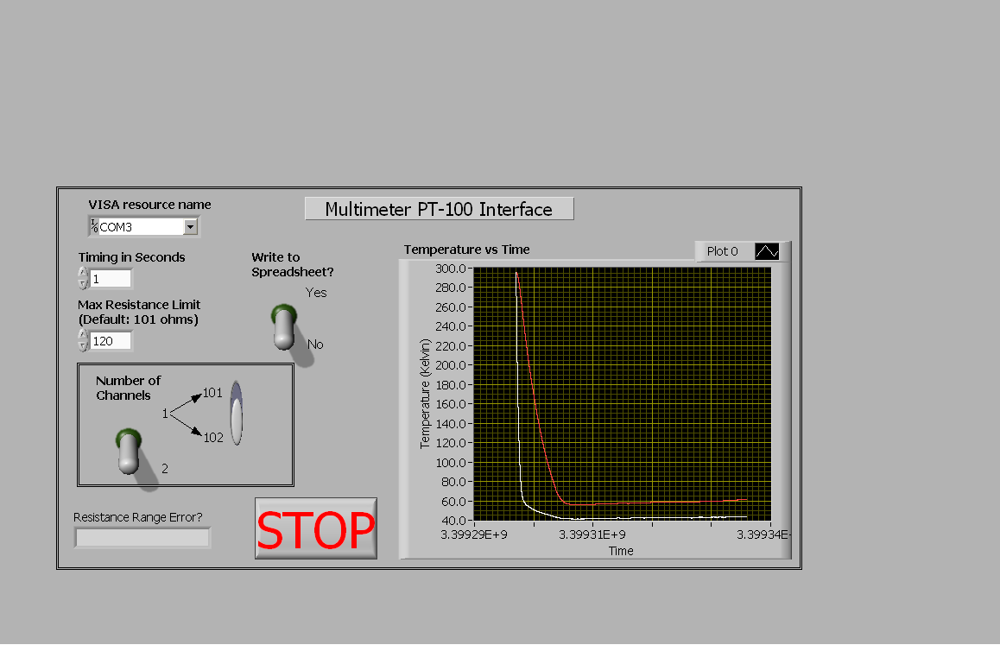 Multimeter PT-100 Interface
VISA resource name
I/O COM3
Timing in Seconds
1
Max Resistance Limit
(Default: 101 ohms)
120
Write to
Spreadsheet?
Yes
No
Number of
Channels
1
101
102
2
Resistance Range Error?
STOP
Temperature vs Time
Plot 0
Temperature (Kelvin)
300.0
280.0
260.0
240.0
220.0
200.0
180.0
160.0
140.0
120.0
100.0
80.0
60.0
40.0
3.39929E+9
3.39931E+9
3.39934E-
Time